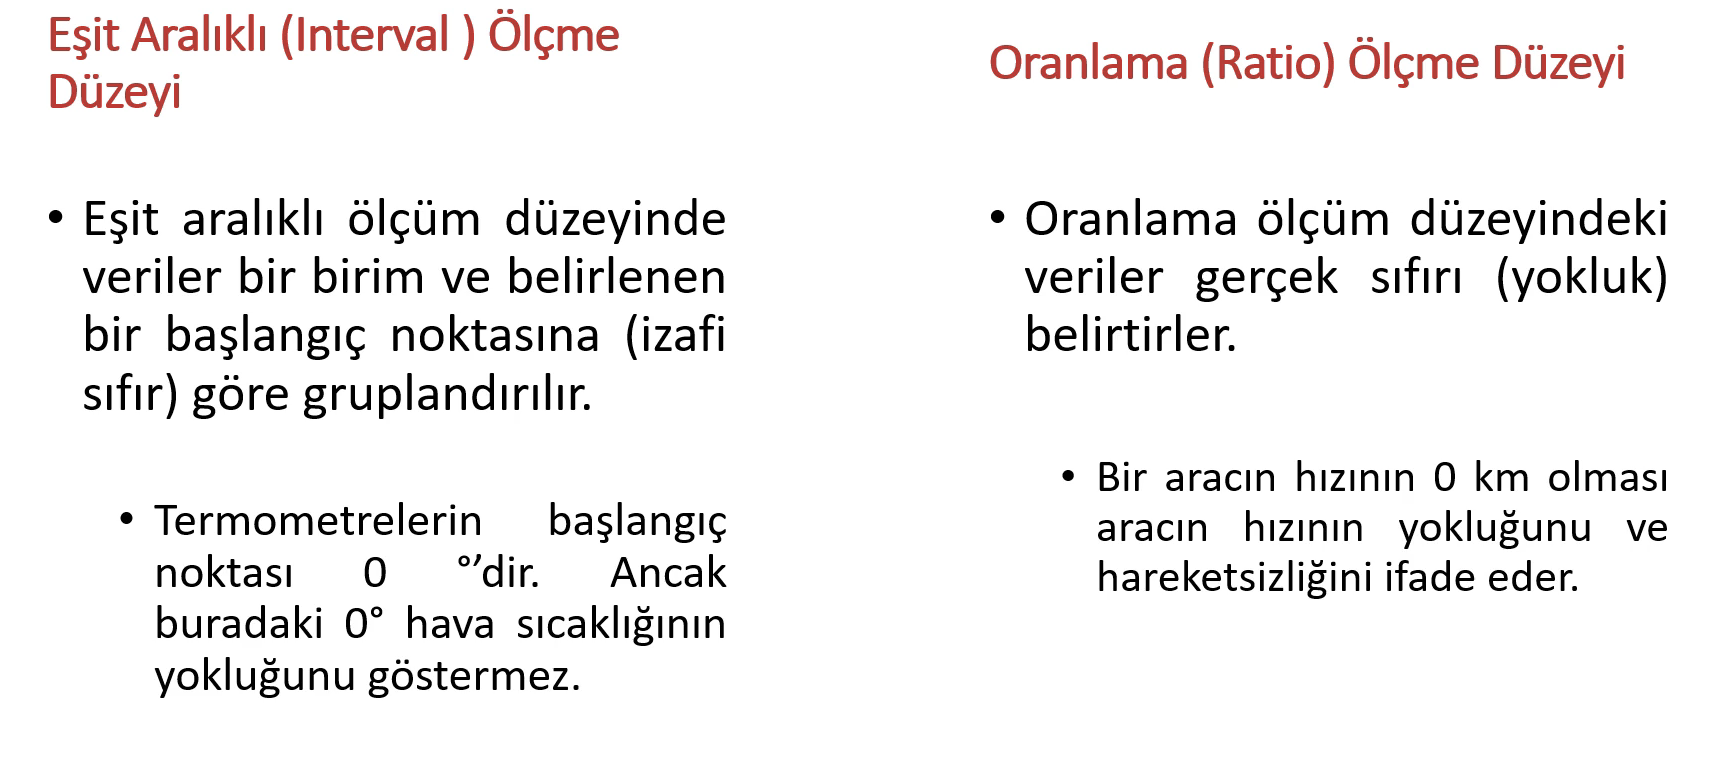 Eşit Aralıklı (Interval ) Ölçme
Düzeyi
• Eşit aralıklı ölçüm düzeyinde
veriler bir birim ve belirlenen
bir başlangıç noktasına (izafi
sıfır) göre gruplandırılır.
• Termometrelerin başlangıç
noktası 0 °’dir. Ancak
buradaki 0° hava sıcaklığının
yokluğunu göstermez.
Oranlama (Ratio) Ölçme Düzeyi
• Oranlama ölçüm düzeyindeki
veriler gerçek sıfırı (yokluk)
belirtirler.
• Bir aracın hızının 0 km olması
aracın hızının yokluğunu ve
hareketsizliğini ifade eder.